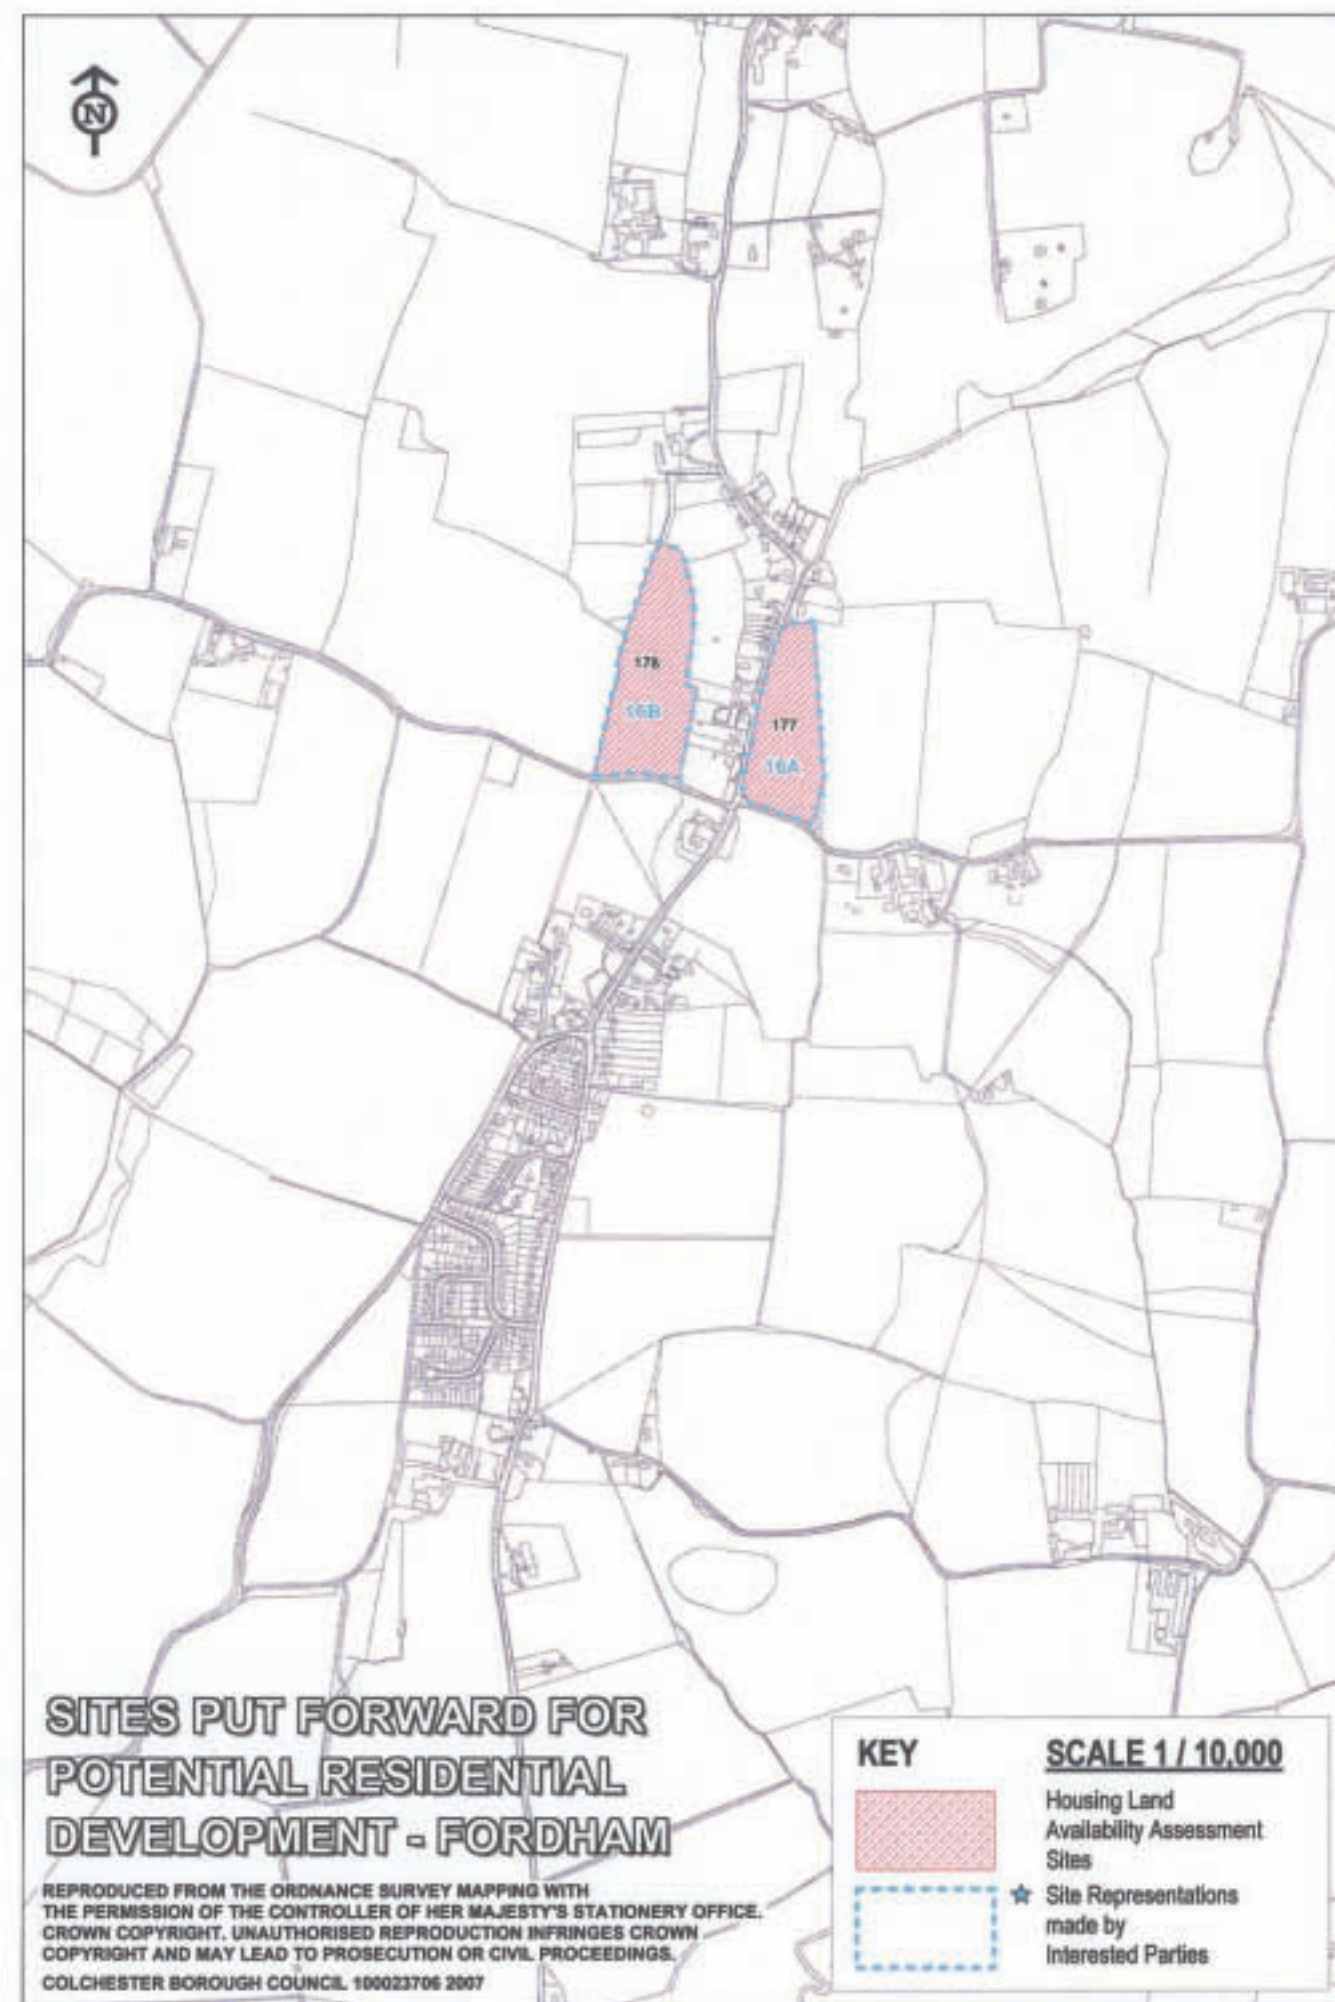 N
178
16B
177
16A
SITES PUT FORWARD FOR
POTENTIAL RESIDENTIAL
DEVELOPMENT - FORDHAM
REPRODUCED FROM THE ORDNANCE SURVEY MAPPING WITH
THE PERMISSION OF THE CONTROLLER OF HER MAJESTY'S STATIONERY OFFICE.
CROWN COPYRIGHT. UNAUTHORISED REPRODUCTION INFRINGES CROWN
COPYRIGHT AND MAY LEAD TO PROSECUTION OR CIVIL PROCEEDINGS.
COLCHESTER BOROUGH COUNCIL 100023706 2007
KEY
SCALE 1 / 10,000
Housing Land
Availability Assessment
Sites
Site Representations
made by
Interested Parties